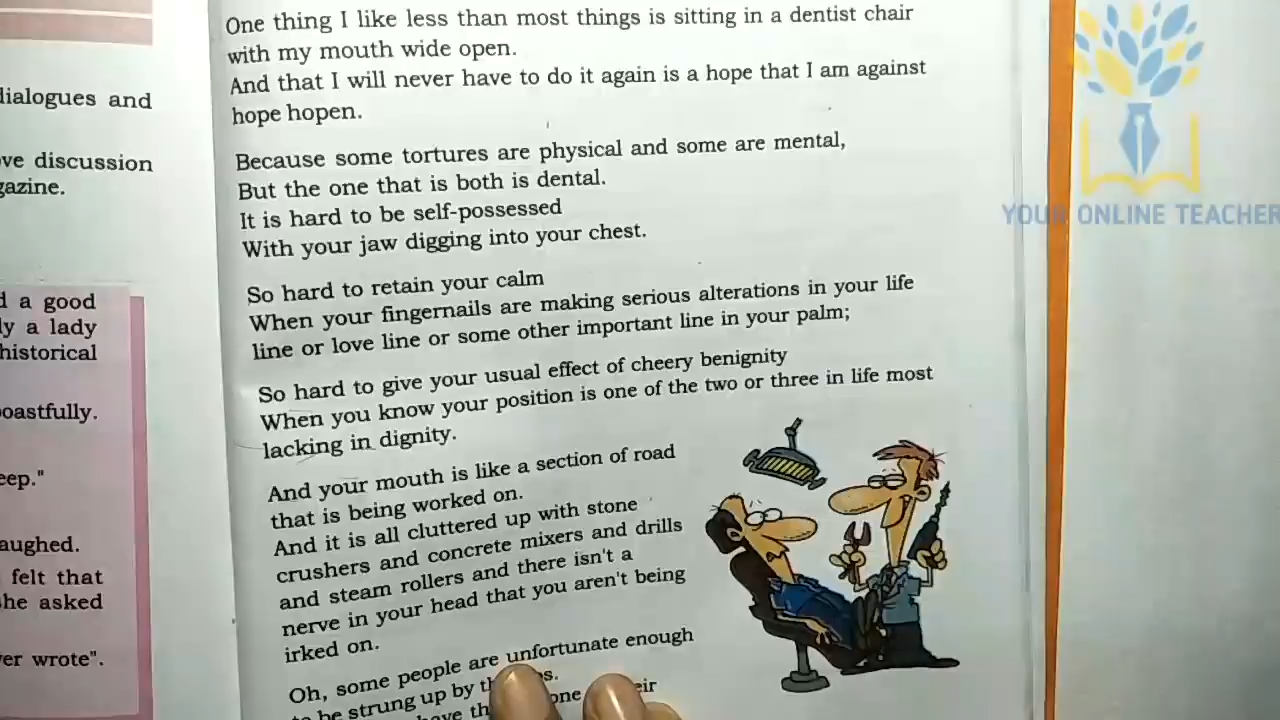 dialogues and
ve discussion
gazine.
d a good
ly a lady
historical
oastfully.
eep."
aughed.
felt that
he asked
er wrote".
One thing I like less than most things is sitting in a dentist chair
with my mouth wide open.
And that I will never have to do it again is a hope that I am against
hope hopen.
Because some tortures are physical and some are mental,
But the one that is both is dental.
It is hard to be self-possessed
With your jaw digging into your chest.
So hard to retain your calm
When your fingernails are making serious alterations in your life
line or love line or some other important line in your palm;
So hard to give your usual effect of cheery benignity
When you know your position is one of the two or three in life most
lacking in dignity.
And your mouth is like a section of road
that is being worked on.
And it is all cluttered up with stone
crushers and concrete mixers and drills
and steam rollers and there isn't a
nerve in your head that you aren't being
irked on.
Oh, some people are unfortunate enough
to be strung up by
YOUR ONLINE TEACHER